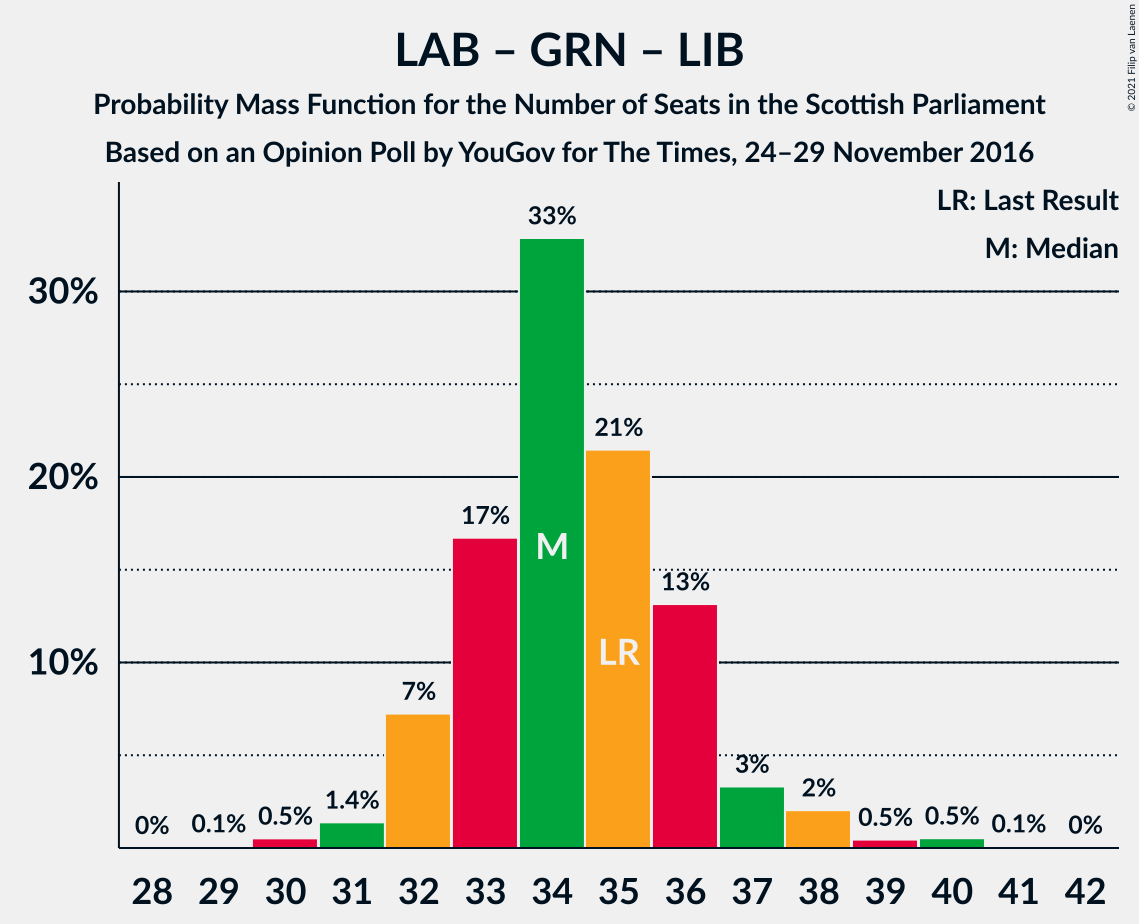 LAB – GRN – LIB
Probability Mass Function for the Number of Seats in the Scottish Parliament
Based on an Opinion Poll by YouGov for The Times, 24–29 November 2016
© 2021 Filip van Laenen
LR: Last Result
M: Median
30%
20%
10%
0%
0.1%
0.5%
1.4%
7%
17%
33%
21%
13%
3%
2%
0.5%
0.5%
0.1%
0%
M
LR
28 29 30 31 32 33 34 35 36 37 38 39 40 41 42